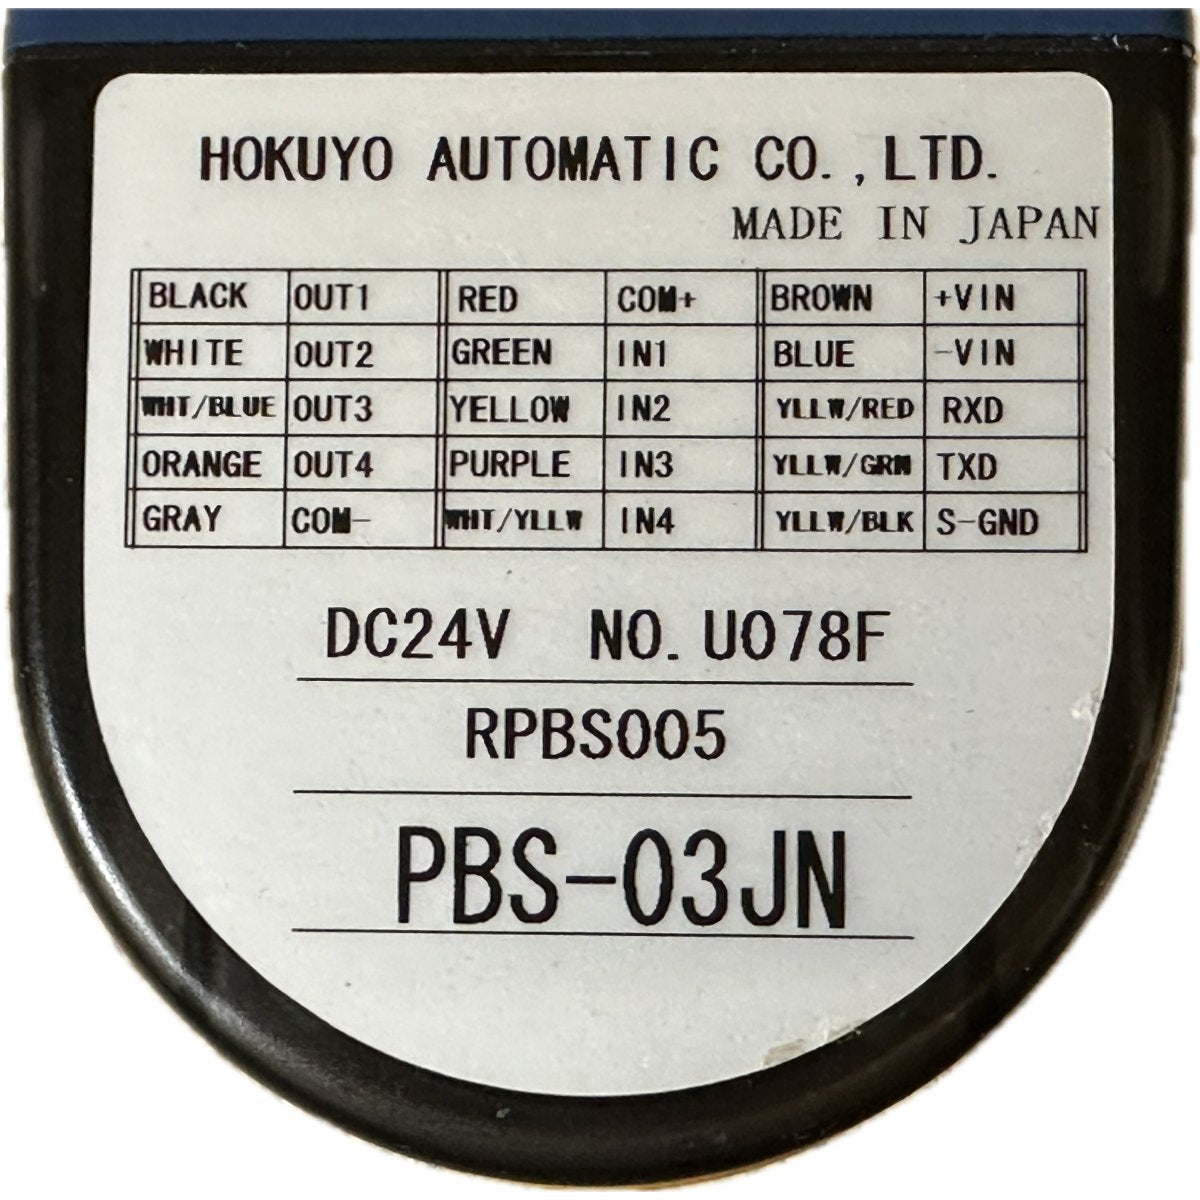 HOKUYO AUTOMATIC CO.,LTD.
MADE IN JAPAN
BLACK OUT1 RED COM+ BROWN +VIN
WHITE OUT2 GREEN IN1 BLUE -VIN
WHT/BLUE OUT3 YELLOW IN2 YLLW/RED RXD
ORANGE OUT4 PURPLE IN3 YLLW/GRN TXD
GRAY COM- WHT/YLLW IN4 YLLW/BLK S-GND
DC24V NO.U078F
RPBS005
PBS-03JN